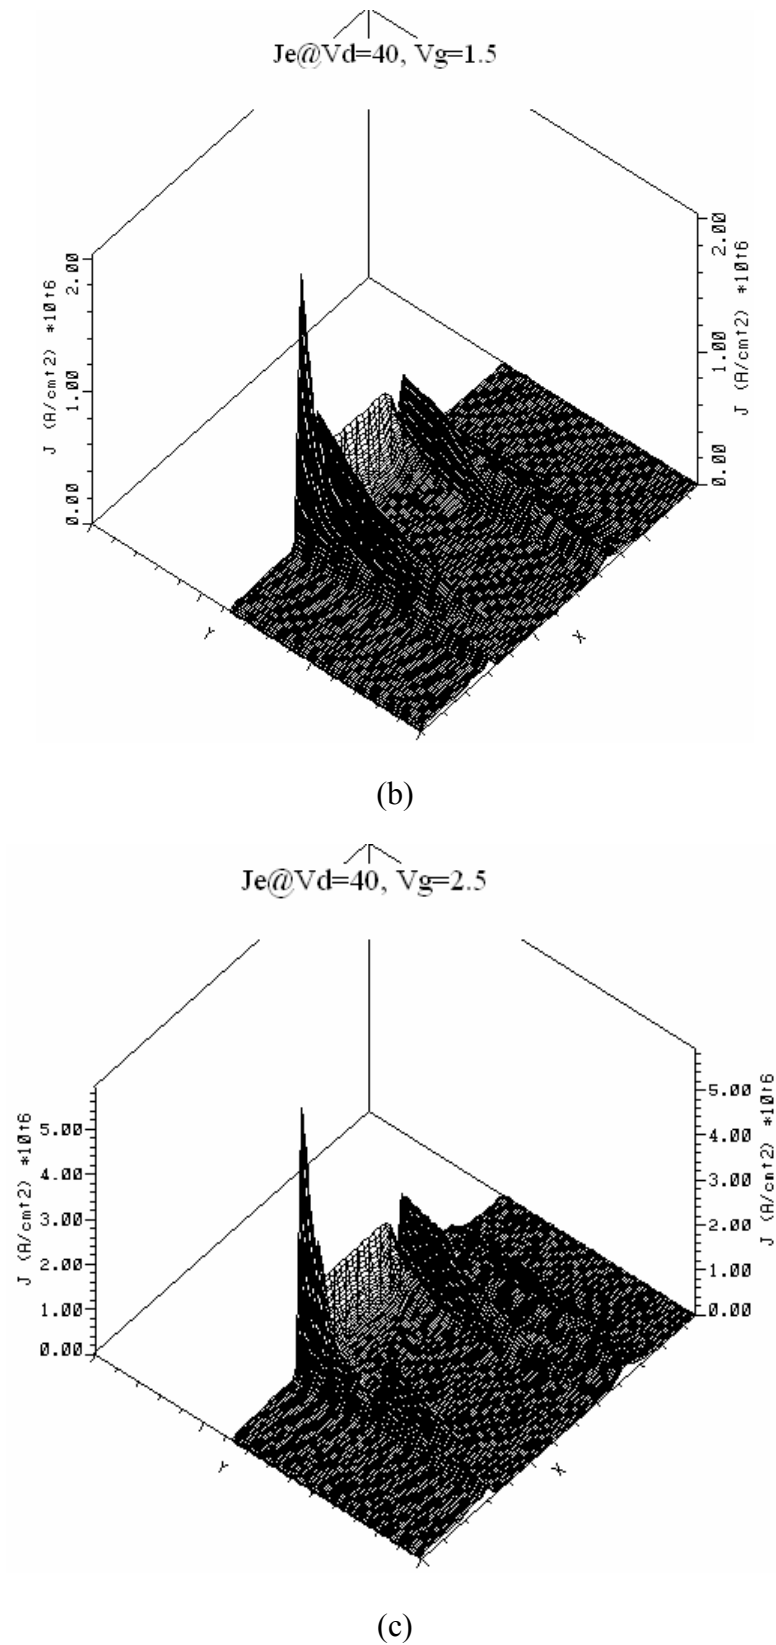 Je@Vd=40, Vg=1.5
J (A/cm↑2) *10↑6
2.00
1.00
0.00
2.00
1.00
0.00
J (A/cm↑2) *10↑6
Y
X
(b)
Je@Vd=40, Vg=2.5
J (A/cm↑2) *10↑6
5.00
4.00
3.00
2.00
1.00
0.00
5.00
4.00
3.00
2.00
1.00
0.00
J (A/cm↑2) *10↑6
Y
X
(c)